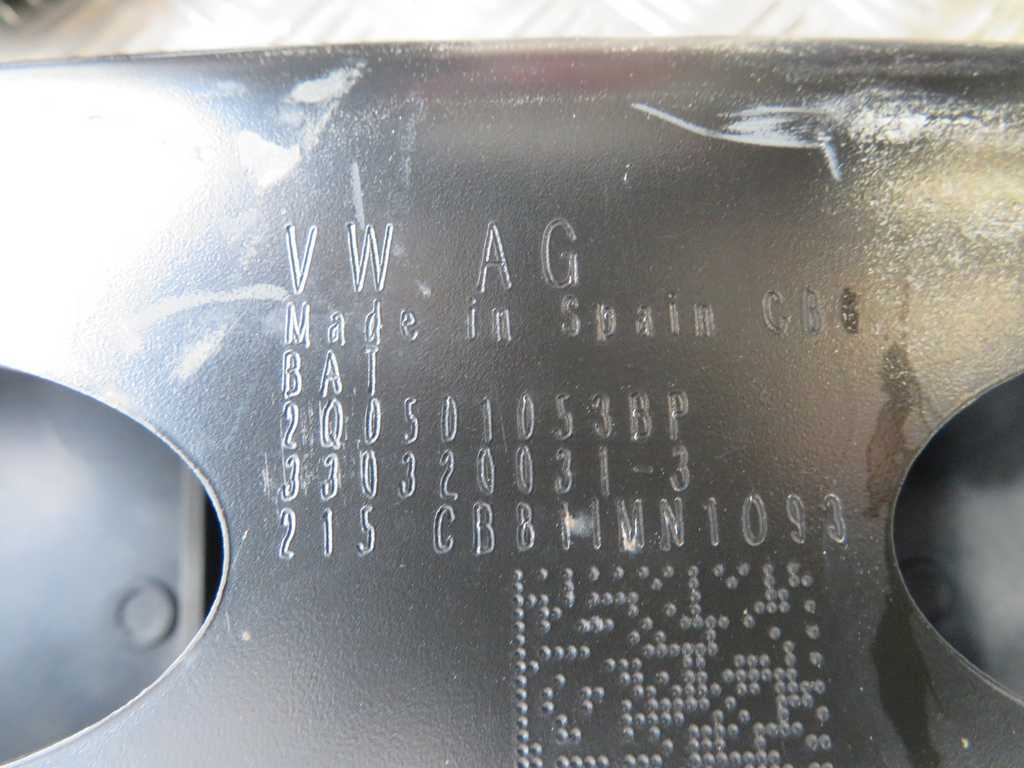 VW AG
Made in Spain
BAT
2Q0501053BP
330320031-3
215 CB811MN1093